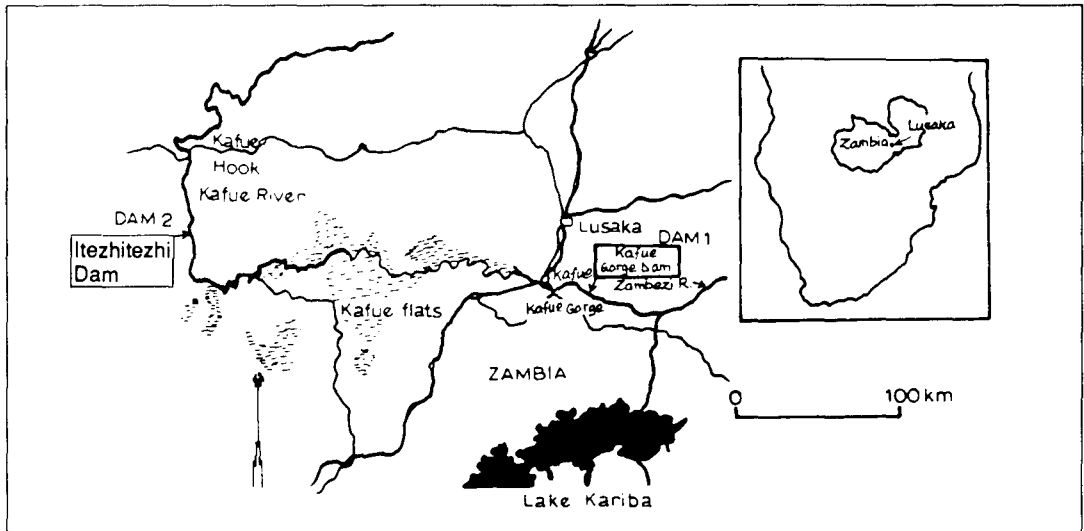 Kafue
Hook
Kafue River
DAM 2
Itezhitezhi
Dam
Lusaka
DAM 1
Kafue
Gorge Dam
Kafue
Zambezi R.
Kafue Gorge
Kafue flats
ZAMBIA
Lake Kariba
Lusaka
Zambia
0
100 km